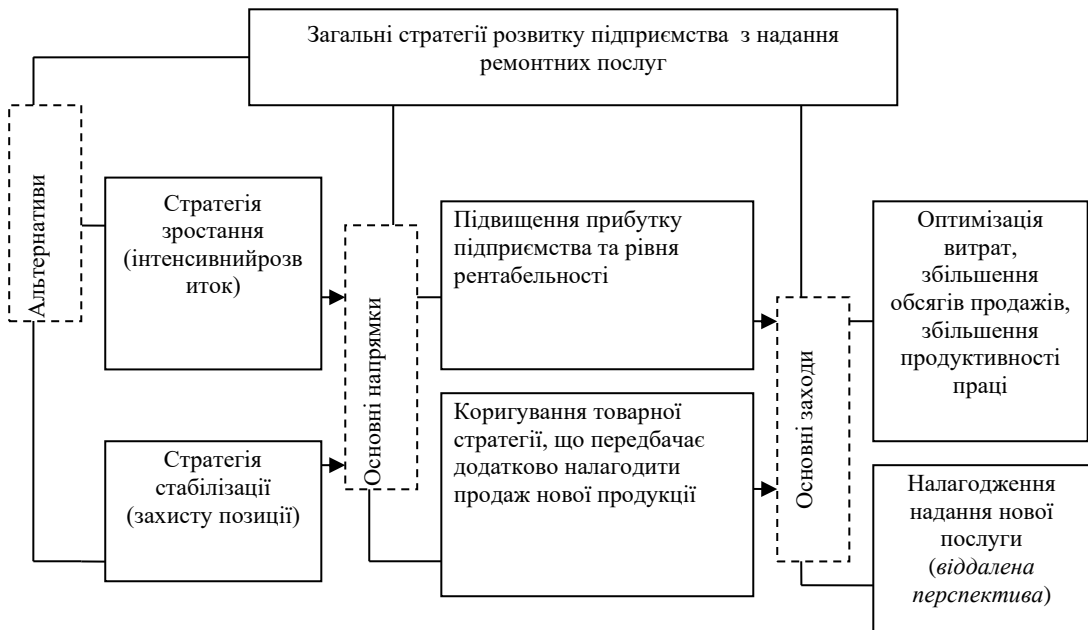 Загальні стратегії розвитку підприємства з надання
ремонтних послуг
Альтернативи
Стратегія
зростання
(інтенсивнийрозв
иток)
Стратегія
стабілізації
(захисту позиції)
Основні напрямки
Підвищення прибутку
підприємства та рівня
рентабельності
Коригування товарної
стратегії, що передбачає
додатково налагодити
продаж нової продукції
Основні заходи
Оптимізація
витрат,
збільшення
обсягів продажів,
збільшення
продуктивності
праці
Налагодження
надання нової
послуги
(віддалена
перспектива)